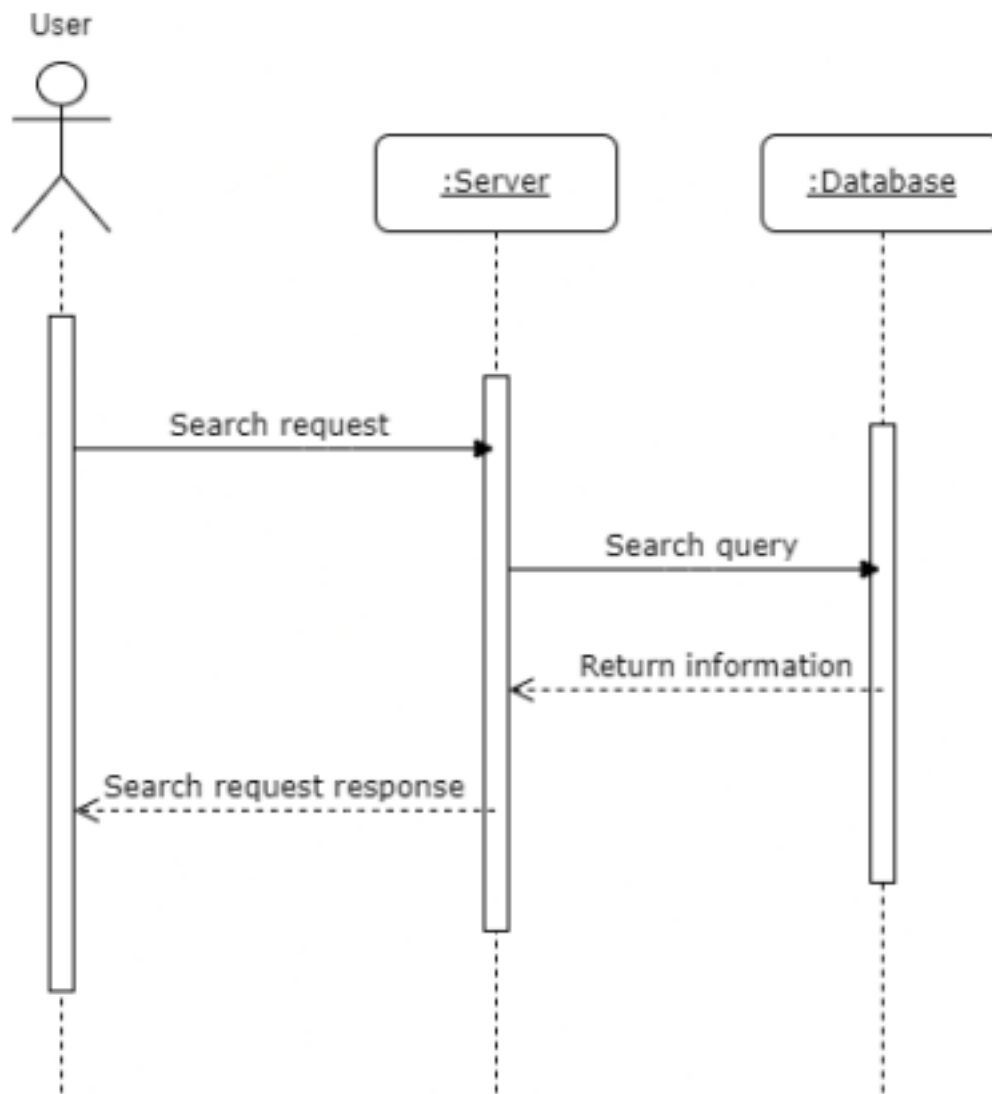 User
:Server
:Database
Search request
Search query
Return information
Search request response